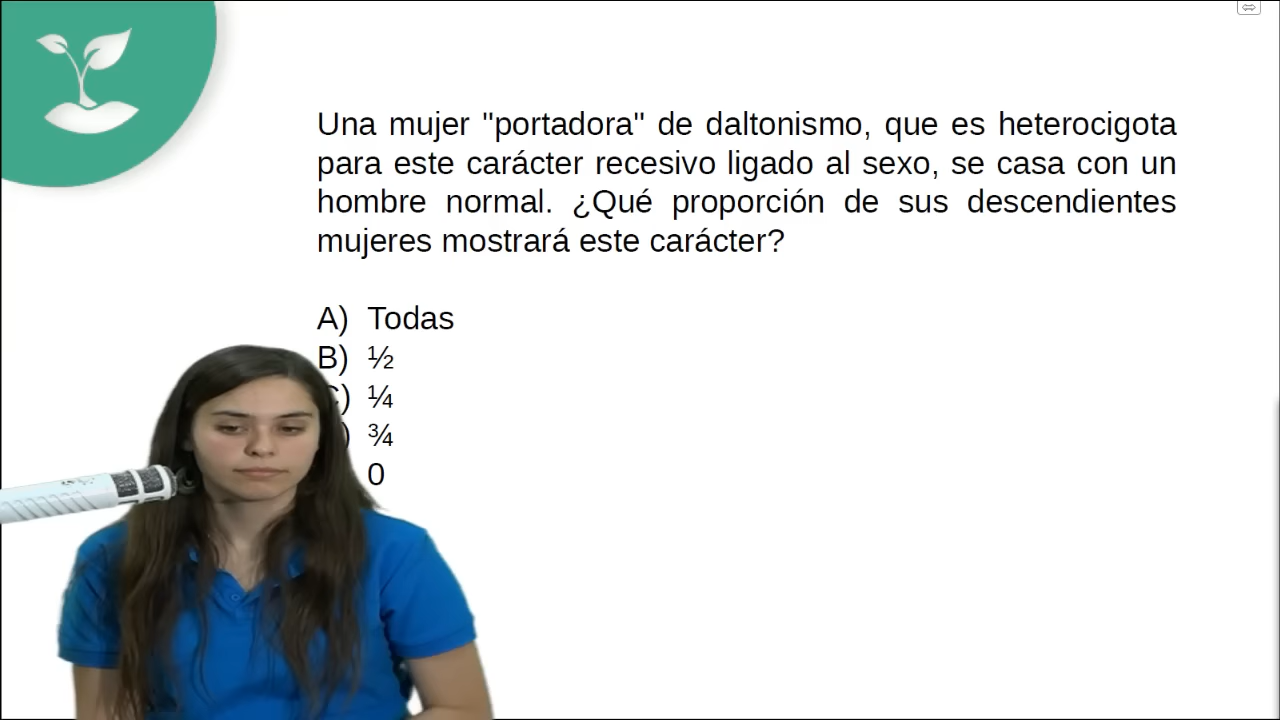 Una mujer "portadora" de daltonismo, que es heterocigota
para este carácter recesivo ligado al sexo, se casa con un
hombre normal. ¿Qué proporción de sus descendientes
mujeres mostrará este carácter?
A) Todas
B) ½
C) ¼
) ¾
0